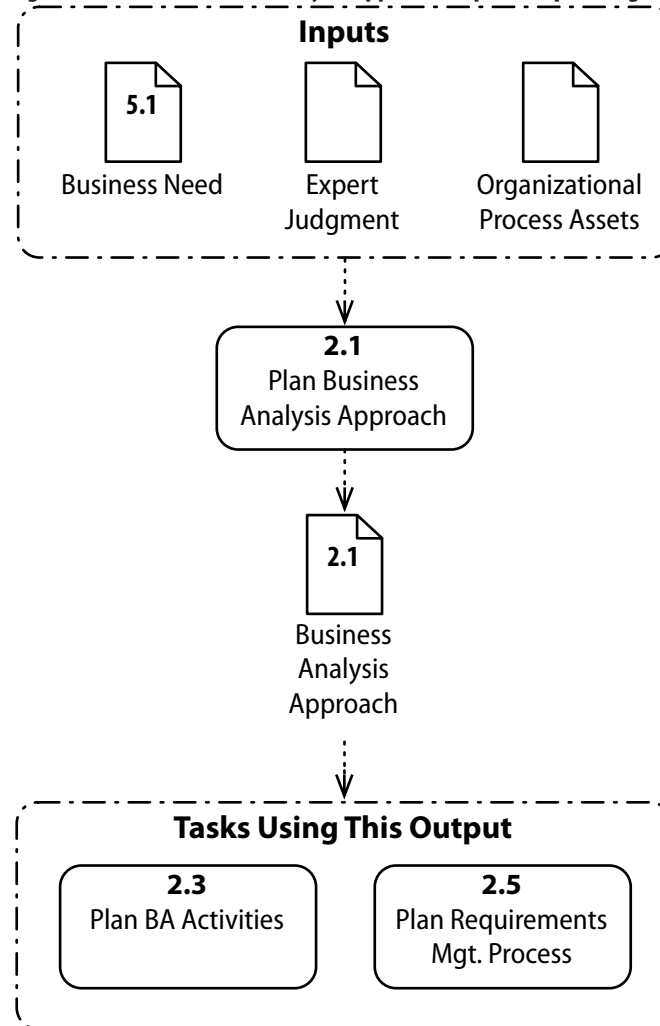 Inputs
5.1
Business Need
Expert
Judgment
Organizational
Process Assets
2.1
Plan Business
Analysis Approach
2.1
Business
Analysis
Approach
Tasks Using This Output
2.3
Plan BA Activities
2.5
Plan Requirements
Mgt. Process